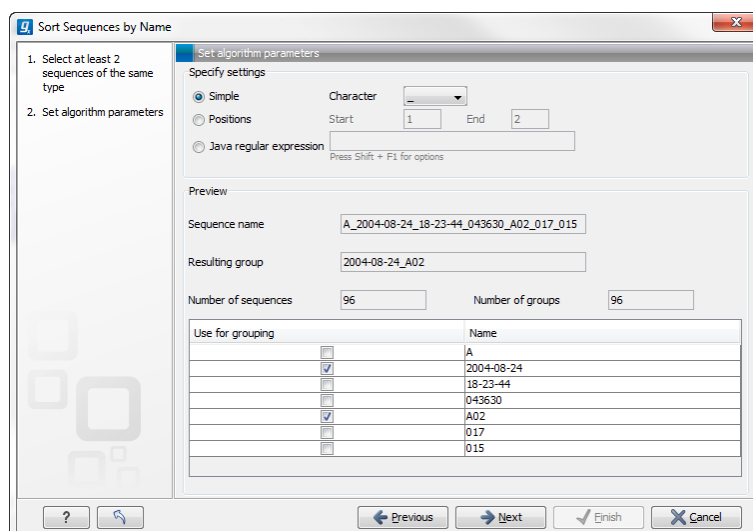 Sort Sequences by Name
1. Select at least 2
sequences of the same
type
2. Set algorithm parameters
Set algorithm parameters
Specify settings
Simple Character _
Positions Start 1 End 2
Java regular expression
Press Shift + F1 for options
Preview
Sequence name A_2004-08-24_18-23-44_043630_A02_017_015
Resulting group 2004-08-24_A02
Number of sequences 96 Number of groups 96
Use for grouping Name
A
2004-08-24
18-23-44
043630
A02
017
015
? Previous Next Finish Cancel